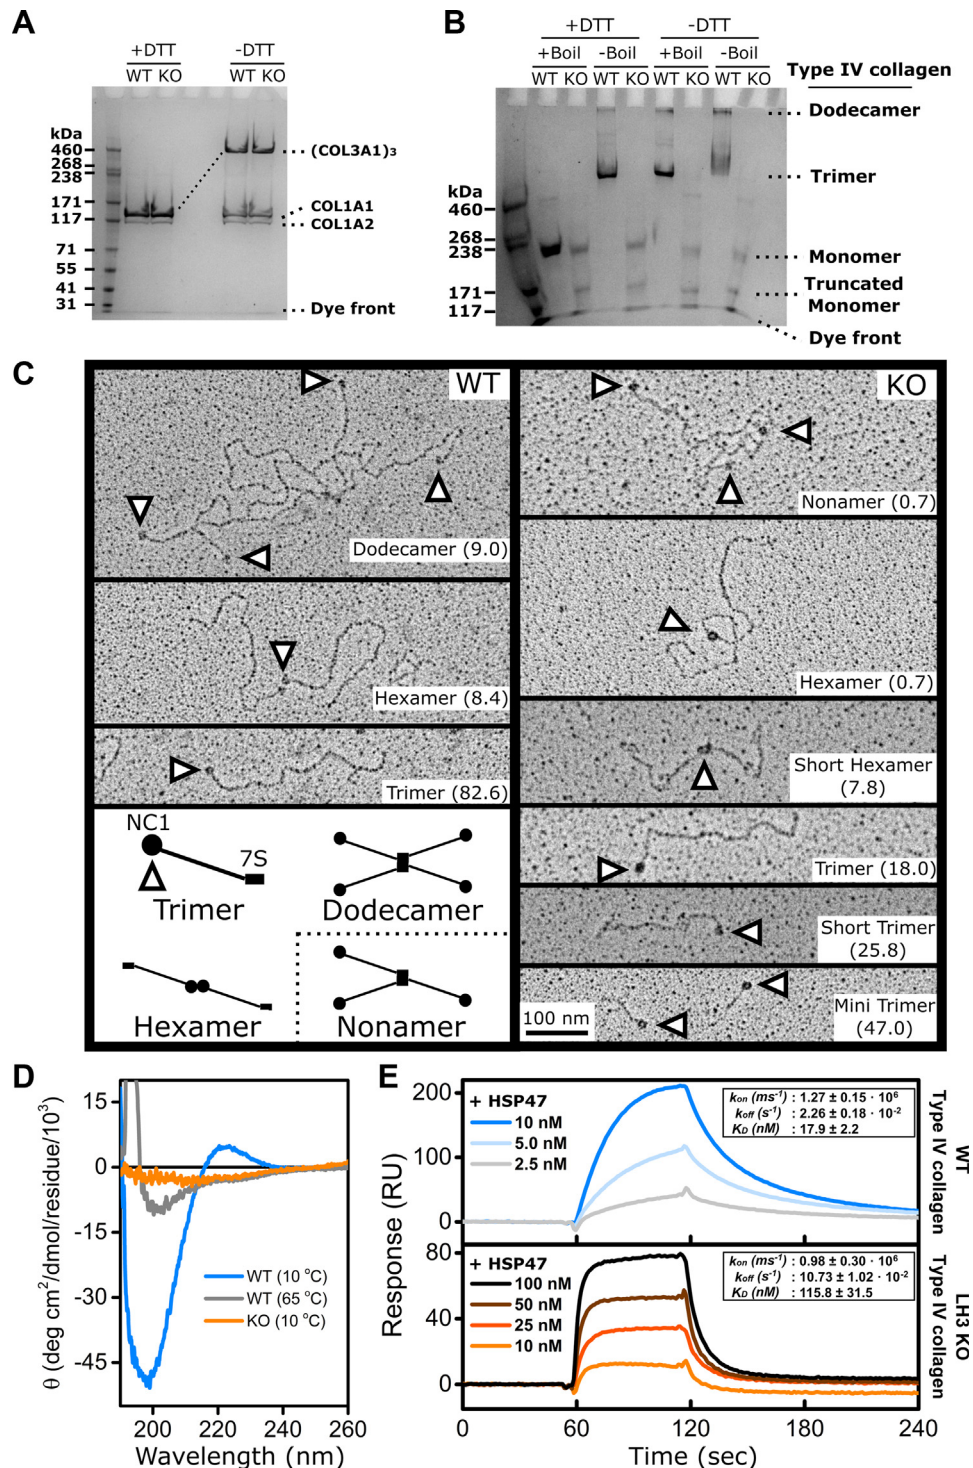 A
+DTT -DTT
WT KO WT KO
kDa
460
268
238
171
117
71
55
41
31
(COL3A1)3
COL1A1
COL1A2
Dye front
B
+DTT -DTT
+Boil -Boil +Boil -Boil
WT KO WT KO WT KO WT KO
Type IV collagen
kDa
460
268
238
171
117
Dodecamer
Trimer
Monomer
Truncated
Monomer
Dye front
C
WT
Dodecamer (9.0)
Hexamer (8.4)
Trimer (82.6)
NC1
7S
Trimer
Dodecamer
Hexamer
Nonamer
KO
Nonamer (0.7)
Hexamer (0.7)
Short Hexamer
(7.8)
Trimer (18.0)
Short Trimer
(25.8)
Mini Trimer
(47.0)
100 nm
D
θ (deg cm²/dmol/residue/10³)
15
0
-15
-30
-45
WT (10 °C)
WT (65 °C)
KO (10 °C)
200 220 240 260
Wavelength (nm)
E
Response (RU)
200
100
0
+ HSP47
10 nM
5.0 nM
2.5 nM
kon (ms-1) : 1.27 ± 0.15 · 10⁶
koff (s-1) : 2.26 ± 0.18 · 10-2
KD (nM) : 17.9 ± 2.2
WT
Type IV collagen
80
40
0
+ HSP47
100 nM
50 nM
25 nM
10 nM
kon (ms-1) : 0.98 ± 0.30 · 10⁶
koff (s-1) : 10.73 ± 1.02 · 10-2
KD (nM) : 115.8 ± 31.5
LH3 KO
Type IV collagen
0 60 120 180 240
Time (sec)